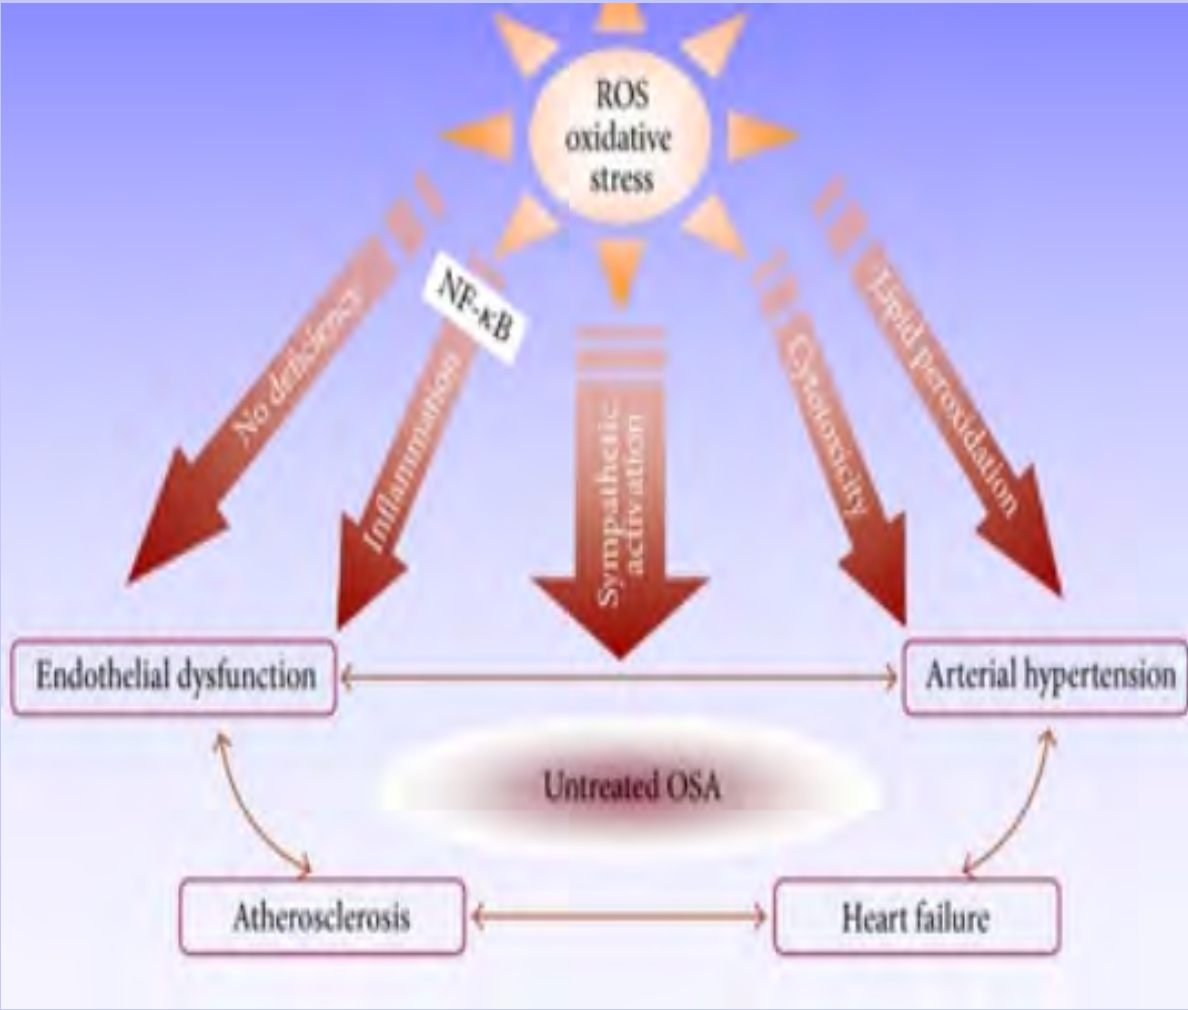 ROS
oxidative
stress
NF-κB
No deficiency
Inflammation
Sympathetic
activation
Cytotoxicity
Lipid peroxidation
Endothelial dysfunction
Arterial hypertension
Untreated OSA
Atherosclerosis
Heart failure